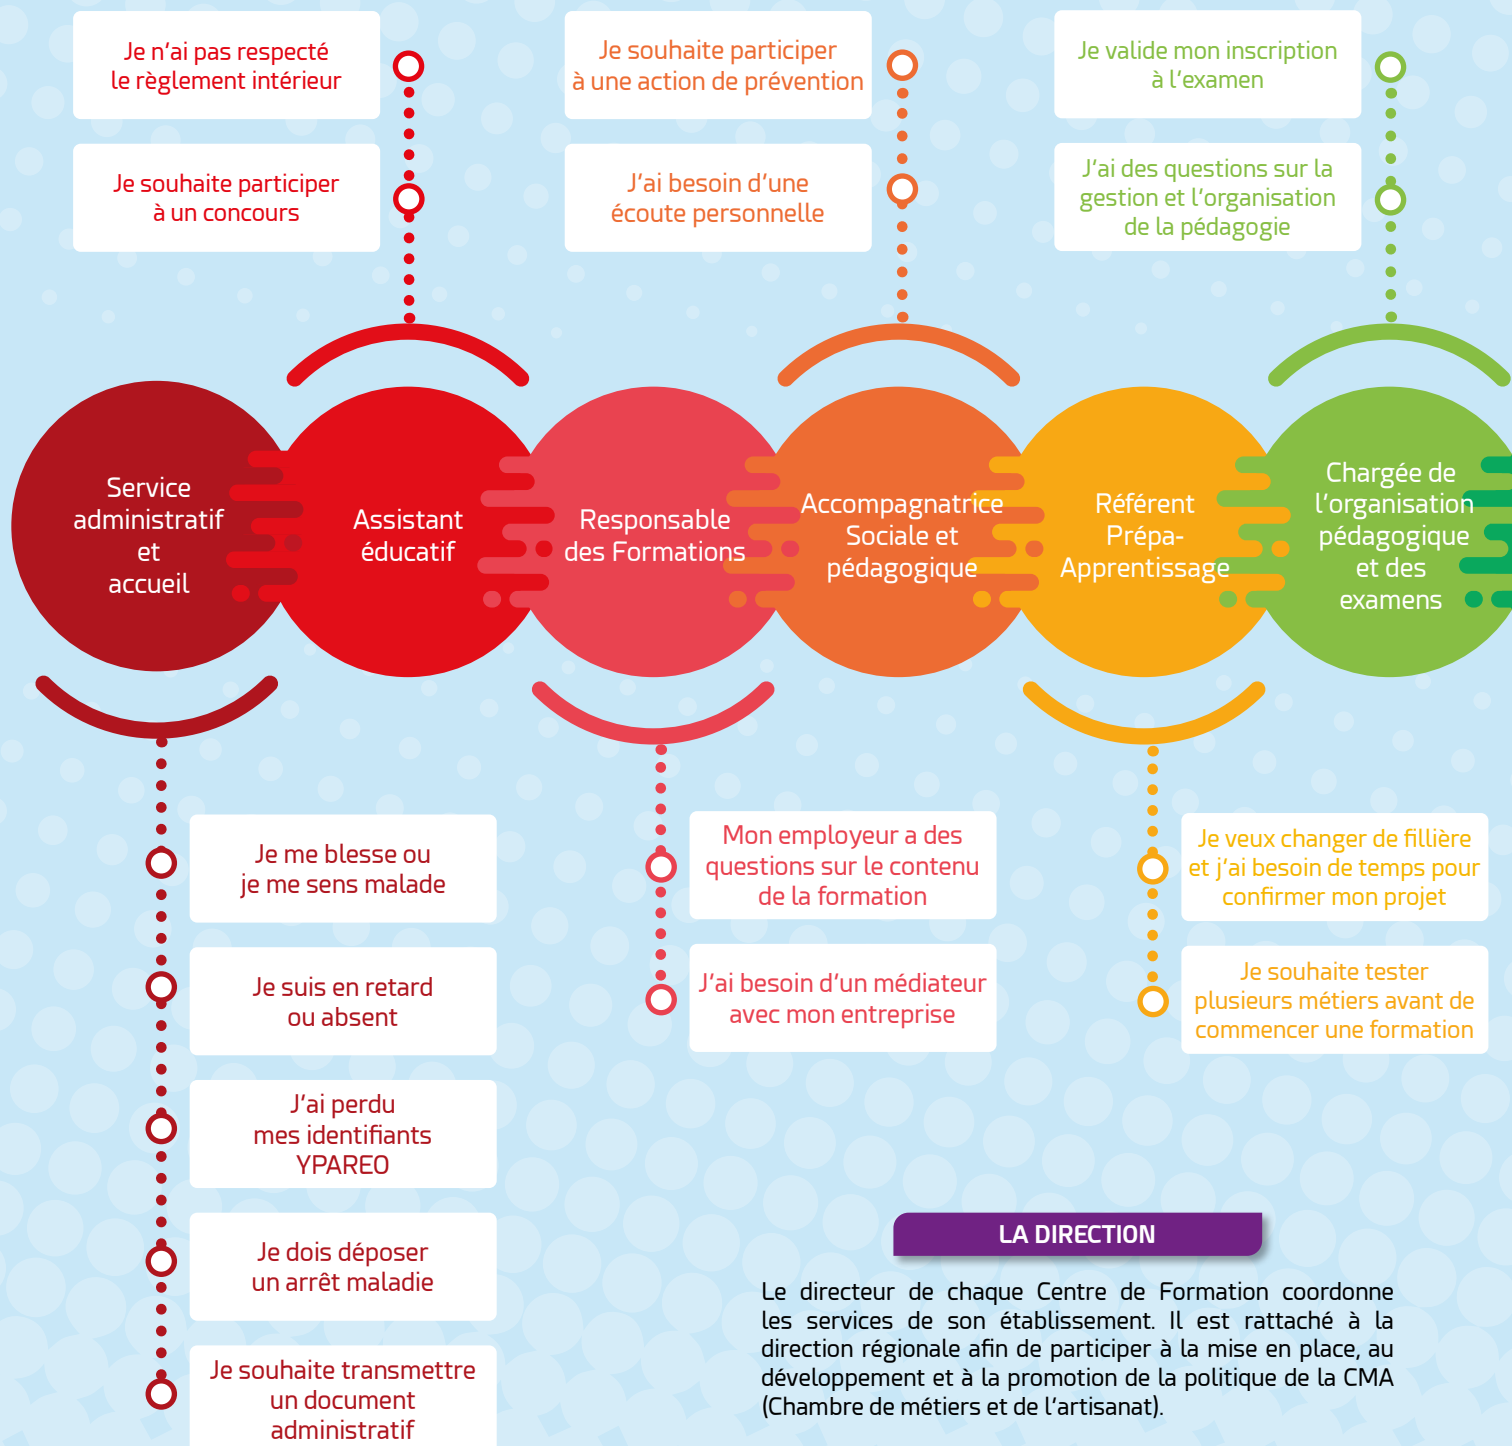 Je n'ai pas respecté
le règlement intérieur
Je souhaite participer
à un concours
Je souhaite participer
à une action de prévention
J'ai besoin d'une
écoute personnelle
Je valide mon inscription
à l'examen
J'ai des questions sur la
gestion et l'organisation
de la pédagogie
Service
administratif
et
accueil
Assistant
éducatif
Responsable
des Formations
Accompagnatrice
Sociale et
pédagogique
Référent
Prépa-
Apprentissage
Chargée de
l'organisation
pédagogique
et des
examens
Je me blesse ou
je me sens malade
Je suis en retard
ou absent
J'ai perdu
mes identifiants
YPAREO
Je dois déposer
un arrêt maladie
Je souhaite transmettre
un document
administratif
Mon employeur a des
questions sur le contenu
de la formation
J'ai besoin d'un médiateur
avec mon entreprise
Je veux changer de fillière
et j'ai besoin de temps pour
confirmer mon projet
Je souhaite tester
plusieurs métiers avant de
commencer une formation
LA DIRECTION
Le directeur de chaque Centre de Formation coordonne
les services de son établissement. Il est rattaché à la
direction régionale afin de participer à la mise en place, au
développement et à la promotion de la politique de la CMA
(Chambre de métiers et de l'artisanat).